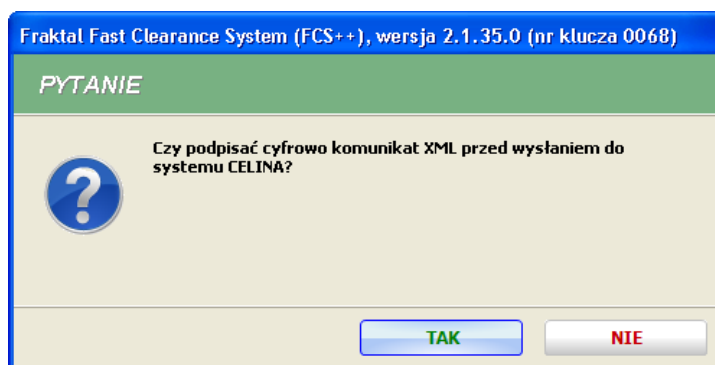 Fraktal Fast Clearance System (FCS++), wersja 2.1.35.0 (nr klucza 0068)
PYTANIE
Czy podpisać cyfrowo komunikat XML przed wysłaniem do
systemu CELINA?
TAK NIE